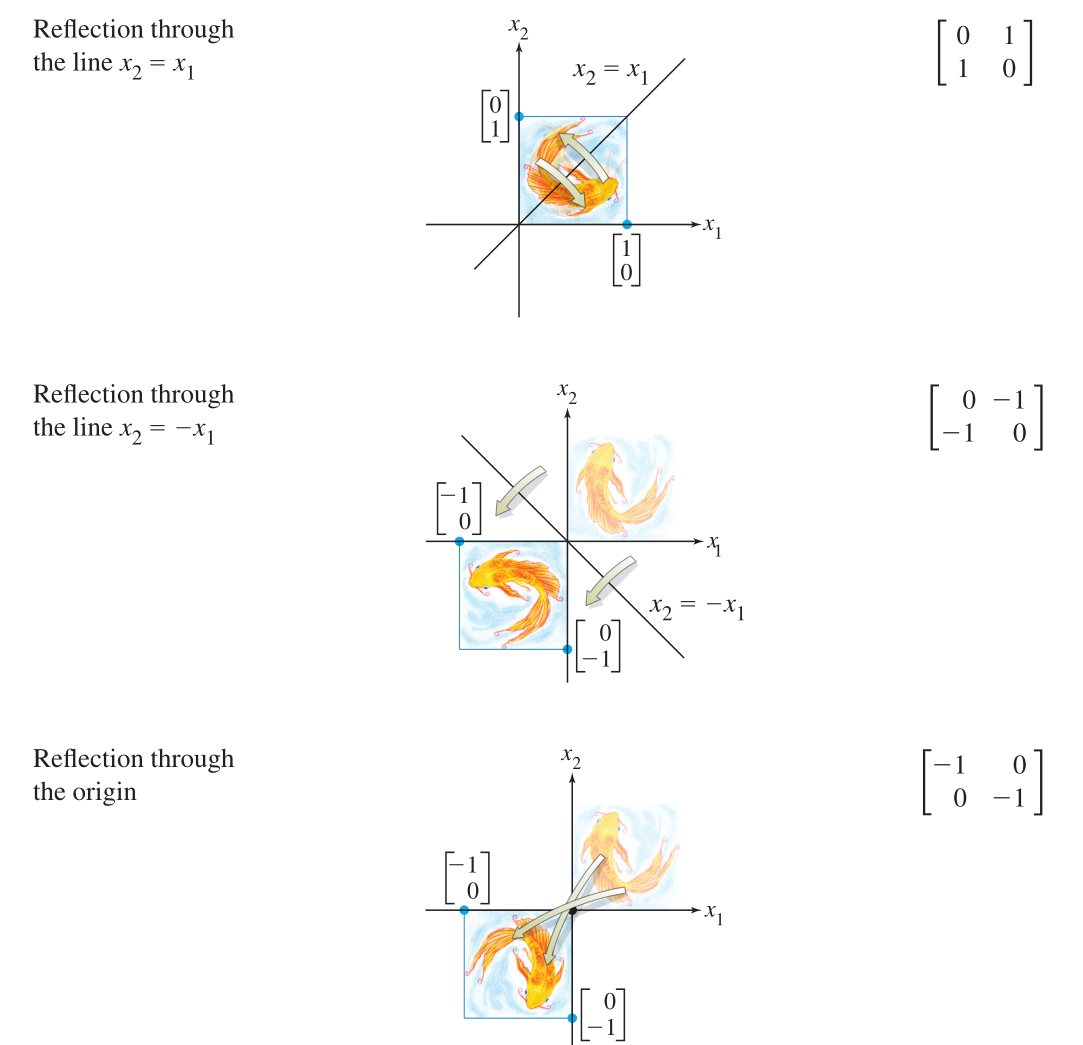 Reflection through
the line x₂ = x₁
x₂
x₂ = x₁
[0
1]
x₁
[1
0]
[0 1
1 0]
Reflection through
the line x₂ = −x₁
x₂
[−1
0]
x₁
x₂ = −x₁
[0
−1]
[0 −1
−1 0]
Reflection through
the origin
x₂
[−1
0]
x₁
[0
−1]
[−1 0
0 −1]